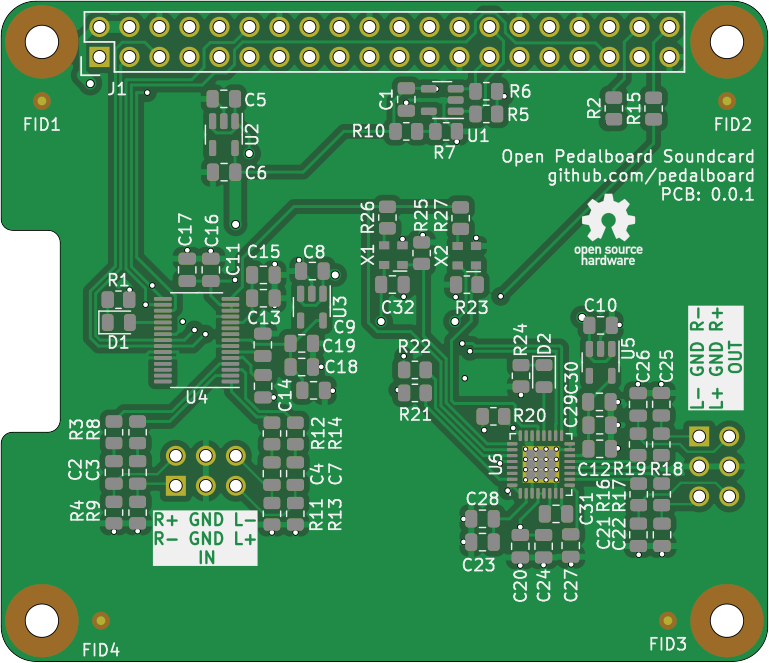 J1
FID1
C5
U2
C6
R10
C1
R7
U1
R6
R5
R2
R15
FID2
Open Pedalboard Soundcard
github.com/pedalboard
PCB: 0.0.1
open source
hardware
C17
C16
C11
R1
D1
U4
C15
C13
C8
U3
C9
C19
C18
C14
R26
R25
R27
X1
X2
C32
R23
R22
R21
R24
D2
R20
C10
U5
C30
C29
C12
C26
C25
L- GND R-
L+ GND R+
OUT
R3
R8
C2
C3
R4
R9
R12
R14
C4
C7
R11
R13
R+ GND L-
R- GND L+
IN
U6
C28
C23
C20
C24
C27
C31
R19
R18
R16
R17
C21
C22
FID4
FID3